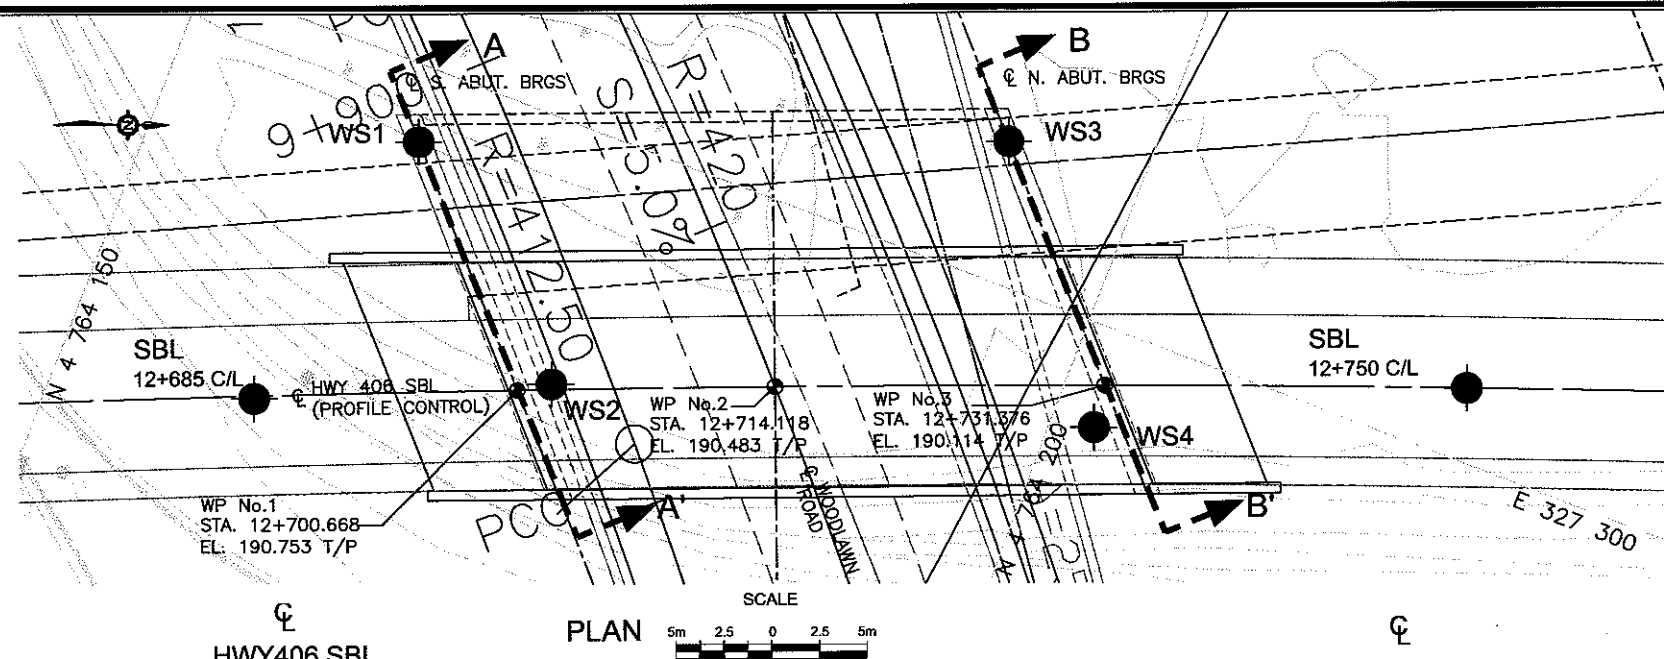 A
B
℄ S. ABUT. BRGS
℄ N. ABUT. BRGS
9+900
WS1
WS3
R=420
S=5.0%
R=412.50
N 4 764 150
SBL
12+685 C/L
SBL
12+750 C/L
℄ HWY 406 SBL
(PROFILE CONTROL)
WS2
WP No.2
STA. 12+714.118
EL. 190.483 T/P
WP No.3
STA. 12+731.376
EL. 190.114 T/P
WS4
764 200
WP No.1
STA. 12+700.668
EL. 190.753 T/P
PCC
A'
℄ WOODLAWN
ROAD
B'
E 327 300
℄
HWY406 SBL
PLAN
SCALE
5m 2.5 0 2.5 5m
℄